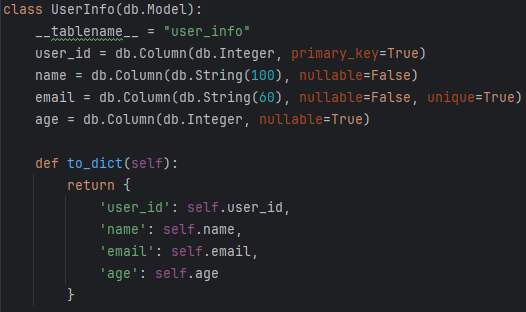 class UserInfo(db.Model):
    __tablename__ = "user_info"
    user_id = db.Column(db.Integer, primary_key=True)
    name = db.Column(db.String(100), nullable=False)
    email = db.Column(db.String(60), nullable=False, unique=True)
    age = db.Column(db.Integer, nullable=True)

    def to_dict(self):
        return {
            'user_id': self.user_id,
            'name': self.name,
            'email': self.email,
            'age': self.age
        }